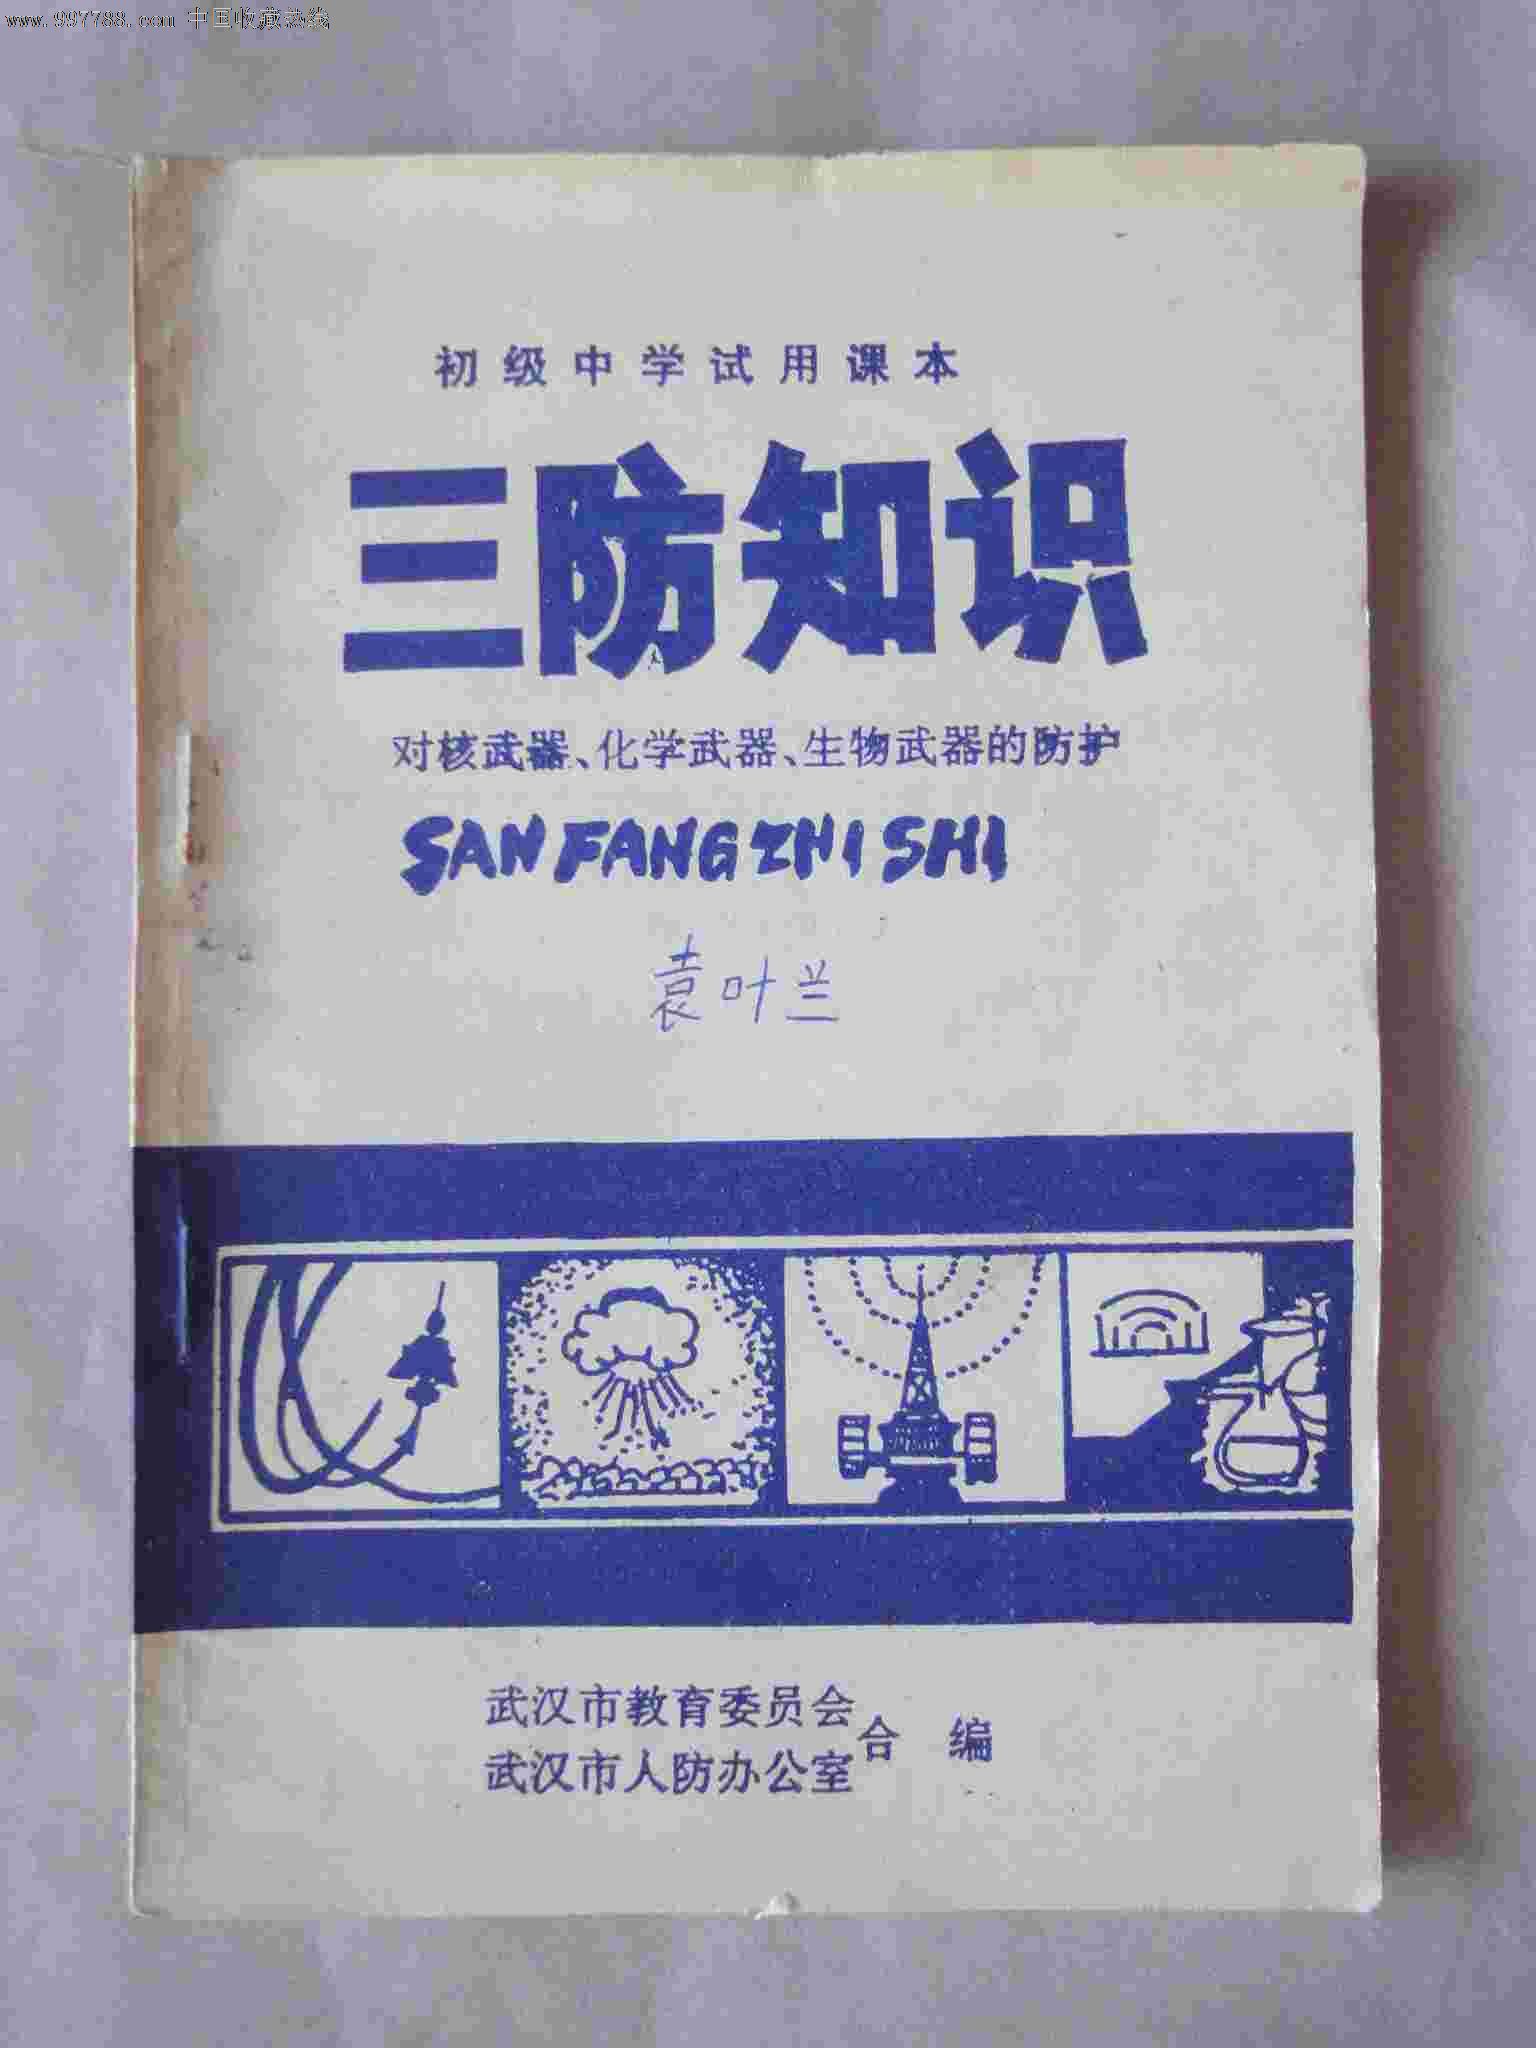 www.997788.com 中国收藏热线
初级中学试用课本
三防知识
对核武器、化学武器、生物武器的防护
SAN FANG ZHI SHI
袁叶兰
武汉市教育委员会
武汉市人防办公室
合编